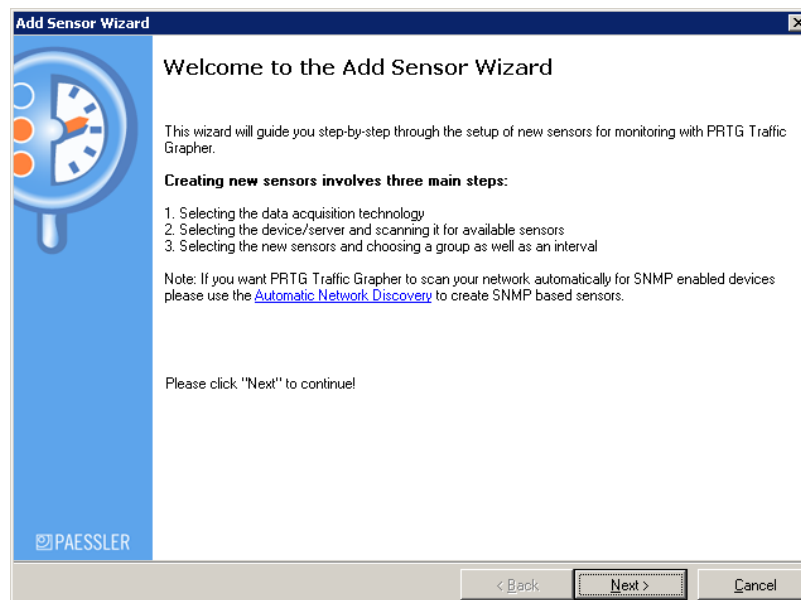 Add Sensor Wizard
Welcome to the Add Sensor Wizard
This wizard will guide you step-by-step through the setup of new sensors for monitoring with PRTG Traffic
Grapher.
Creating new sensors involves three main steps:
1. Selecting the data acquisition technology
2. Selecting the device/server and scanning it for available sensors
3. Selecting the new sensors and choosing a group as well as an interval
Note: If you want PRTG Traffic Grapher to scan your network automatically for SNMP enabled devices
please use the Automatic Network Discovery to create SNMP based sensors.
Please click "Next" to continue!
PAESSLER
< Back
Next >
Cancel